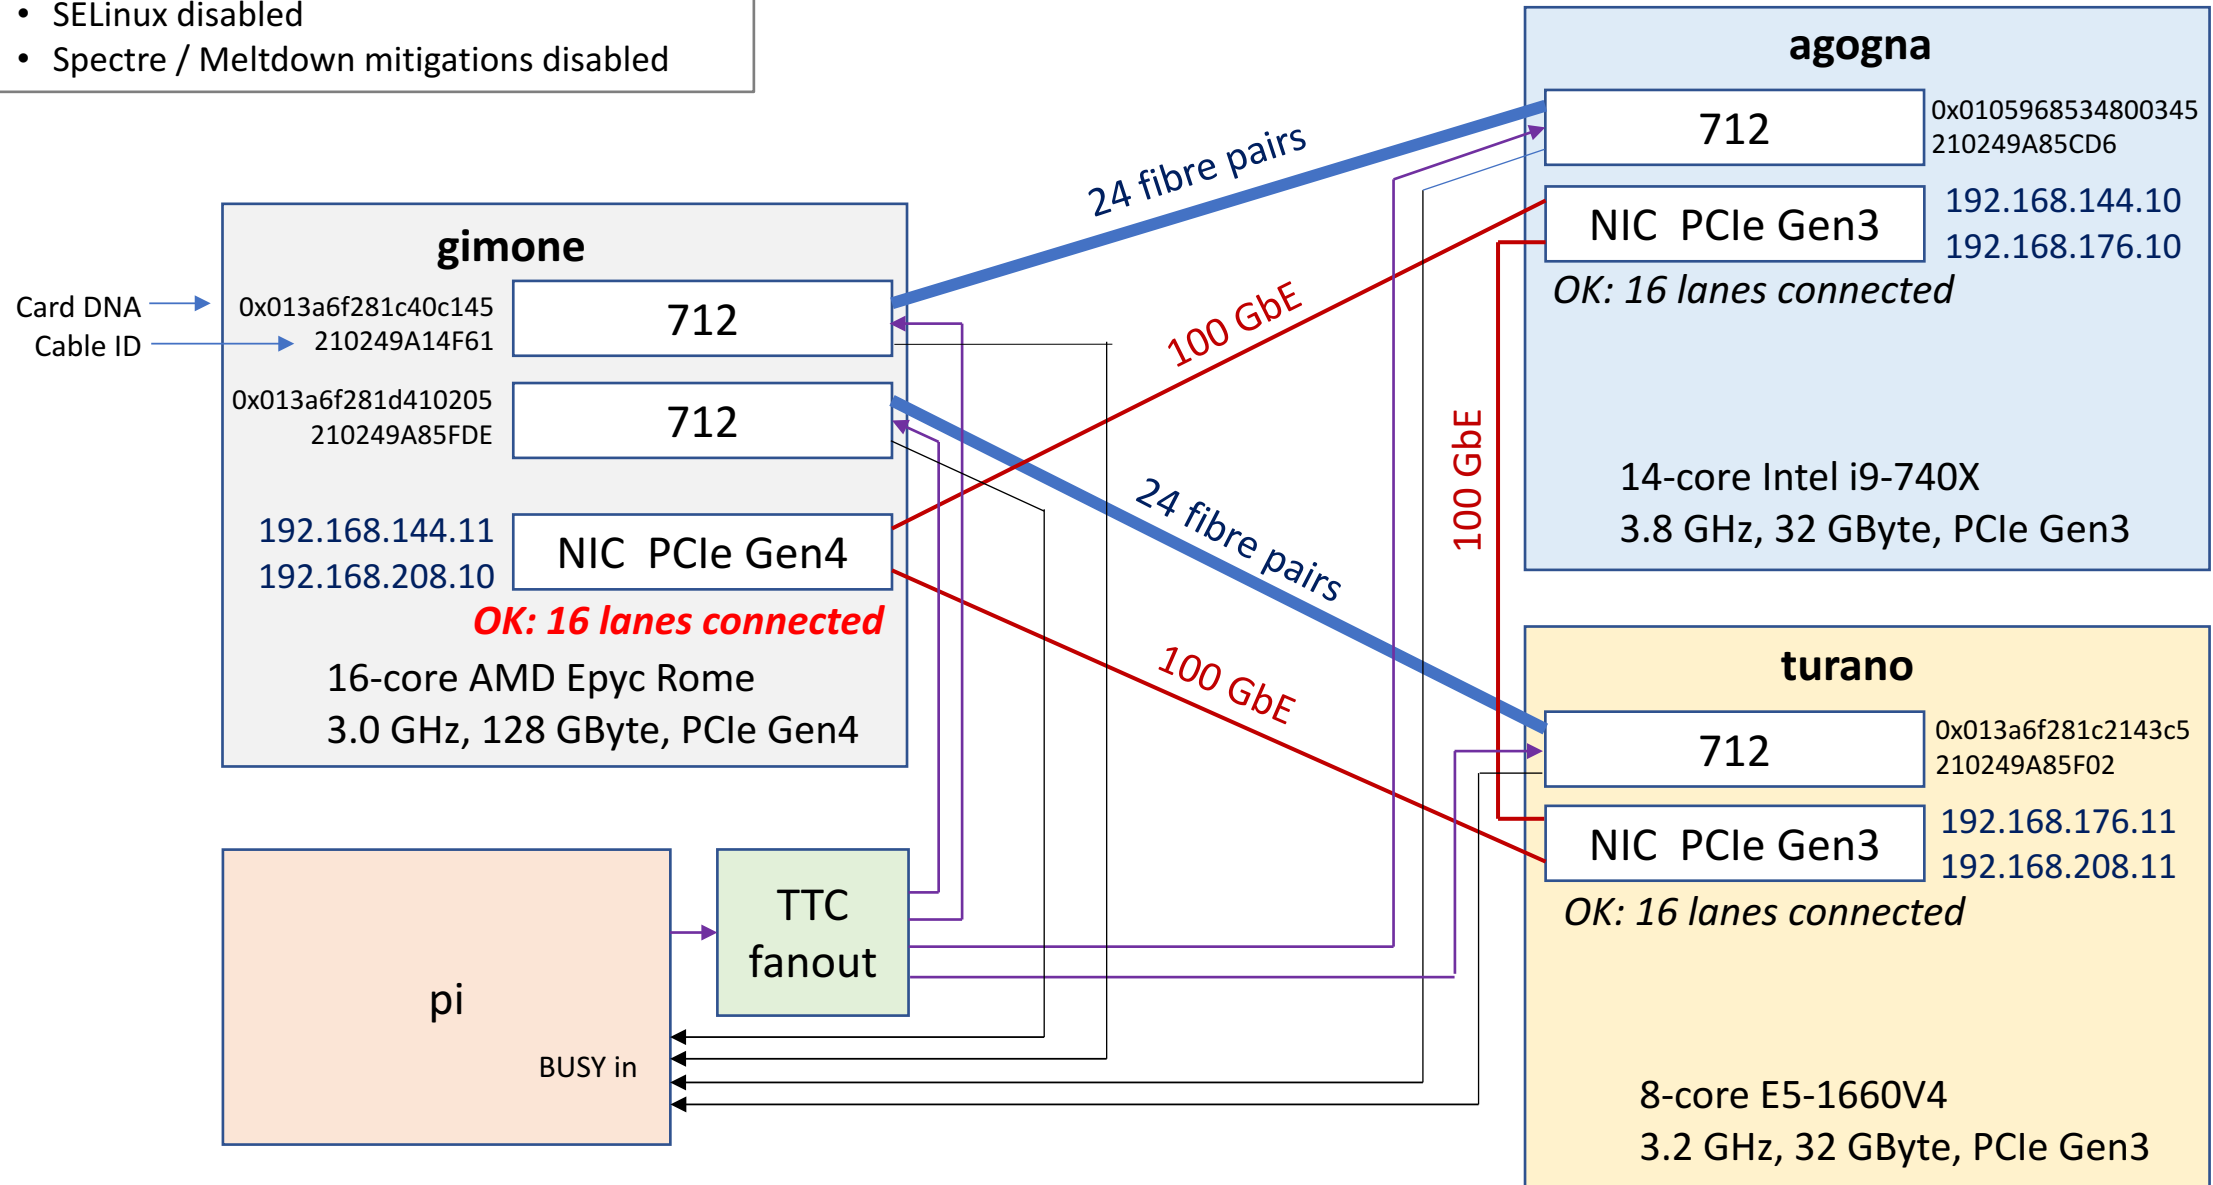 • SELinux disabled
• Spectre / Meltdown mitigations disabled
gimone
Card DNA
Cable ID
0x013a6f281c40c145
210249A14F61
712
0x013a6f281d410205
210249A85FDE
712
192.168.144.11
192.168.208.10
NIC PCIe Gen4
OK: 16 lanes connected
16-core AMD Epyc Rome
3.0 GHz, 128 GByte, PCIe Gen4
24 fibre pairs
100 GbE
24 fibre pairs
100 GbE
100 GbE
agogna
712
0x0105968534800345
210249A85CD6
NIC PCIe Gen3
192.168.144.10
192.168.176.10
OK: 16 lanes connected
14-core Intel i9-740X
3.8 GHz, 32 GByte, PCIe Gen3
turano
712
0x013a6f281c2143c5
210249A85F02
NIC PCIe Gen3
192.168.176.11
192.168.208.11
OK: 16 lanes connected
8-core E5-1660V4
3.2 GHz, 32 GByte, PCIe Gen3
pi
BUSY in
TTC
fanout